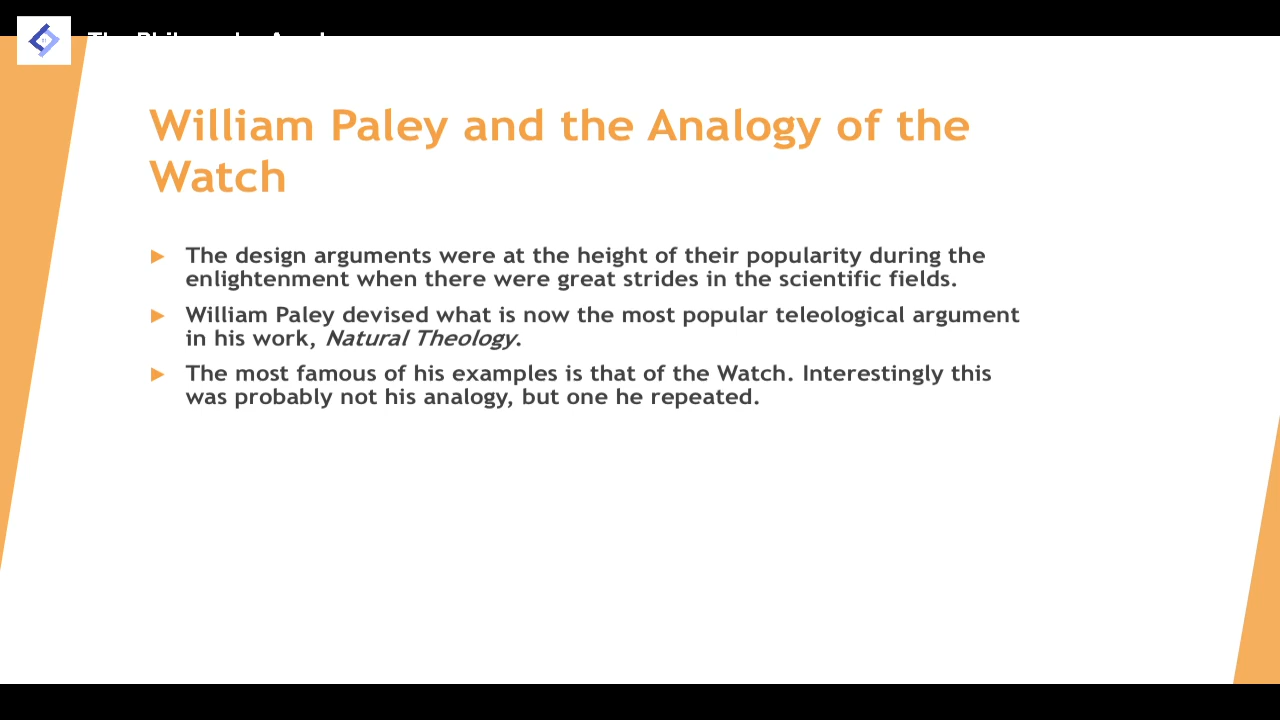 William Paley and the Analogy of the
Watch
The design arguments were at the height of their popularity during the
enlightenment when there were great strides in the scientific fields.
William Paley devised what is now the most popular teleological argument
in his work, Natural Theology.
The most famous of his examples is that of the Watch. Interestingly this
was probably not his analogy, but one he repeated.